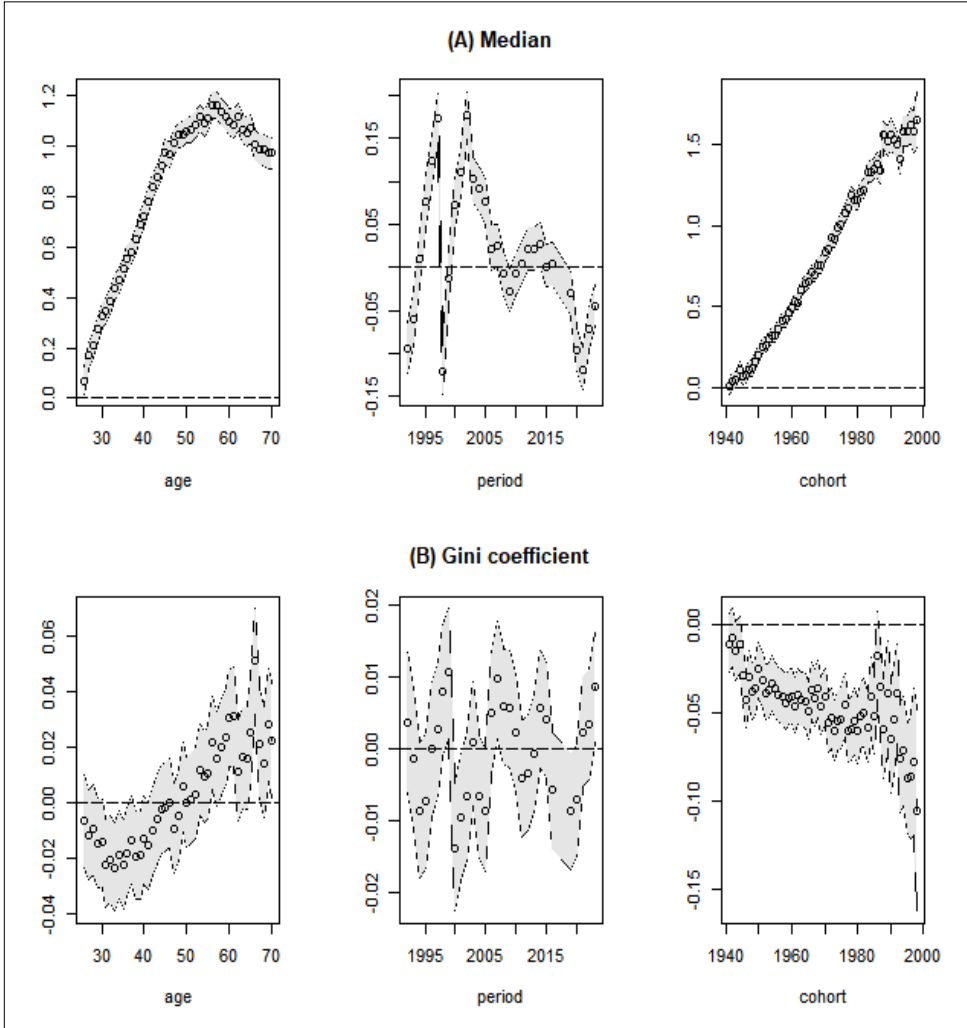 (A) Median
0.0 0.2 0.4 0.6 0.8 1.0 1.2
30 40 50 60 70
age
-0.15 -0.05 0.05 0.15
1995 2005 2015
period
0.0 0.5 1.0 1.5
1940 1960 1980 2000
cohort
(B) Gini coefficient
-0.04 -0.02 0.00 0.02 0.04 0.06
30 40 50 60 70
age
-0.02 -0.01 0.00 0.01 0.02
1995 2005 2015
period
-0.15 -0.10 -0.05 0.00
1940 1960 1980 2000
cohort